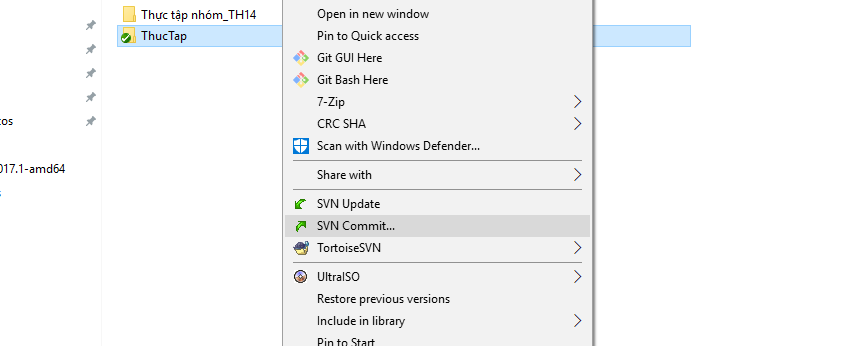 Thực tập nhóm_TH14
ThucTap
tos
017.1-amd64
Open in new window
Pin to Quick access
Git GUI Here
Git Bash Here
7-Zip
CRC SHA
Scan with Windows Defender...
Share with
SVN Update
SVN Commit...
TortoiseSVN
UltraISO
Restore previous versions
Include in library
Pin to Start